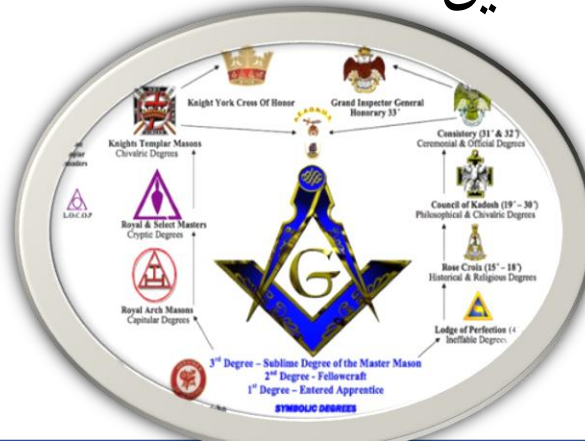 ين
Knight York Cross Of Honor
Grand Inspector General
Honorary 33°
Knights Templar Masons
Chivalric Degrees
Consistory (31° & 32°)
Ceremonial & Official Degrees
L.O.C.O.P
Royal & Select Masters
Cryptic Degrees
Council of Kadosh (19° – 30°)
Philosophical & Chivalric Degrees
G
Royal Arch Masons
Capitular Degrees
Rose Croix (15° – 18°)
Historical & Religious Degrees
Lodge of Perfection (4
Ineffable Degrees
3rd Degree – Sublime Degree of the Master Mason
2nd Degree - Fellowcraft
1st Degree – Entered Apprentice
SYMBOLIC DEGREES